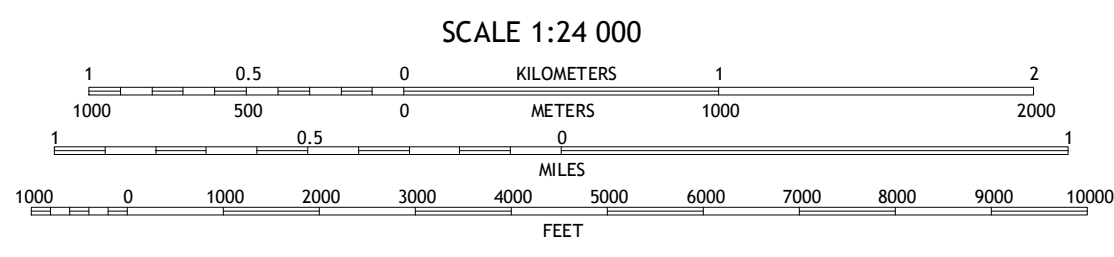 SCALE 1:24 000
1 0.5 0 KILOMETERS 1 2
1000 500 0 METERS 1000 2000
1 0.5 0 1
MILES
1000 0 1000 2000 3000 4000 5000 6000 7000 8000 9000 10000
FEET